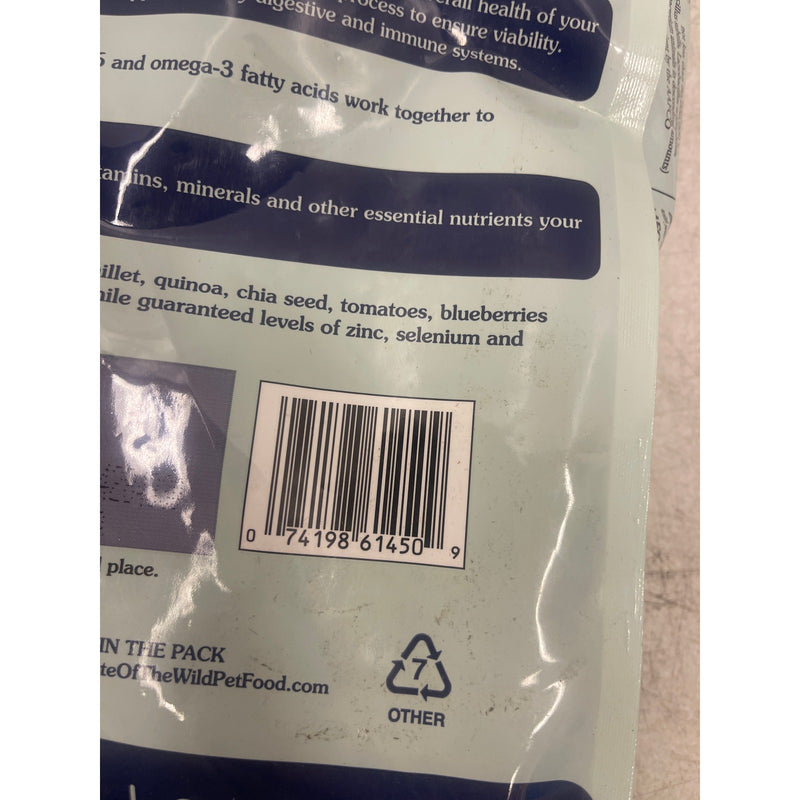 health of your
process to ensure viability.
digestive and immune systems.
and omega-3 fatty acids work together to
minerals and other essential nutrients your
quinoa, chia seed, tomatoes, blueberries
guaranteed levels of zinc, selenium and
0 74198 61450 9
place.
IN THE PACK
teOfTheWildPetFood.com
7
OTHER